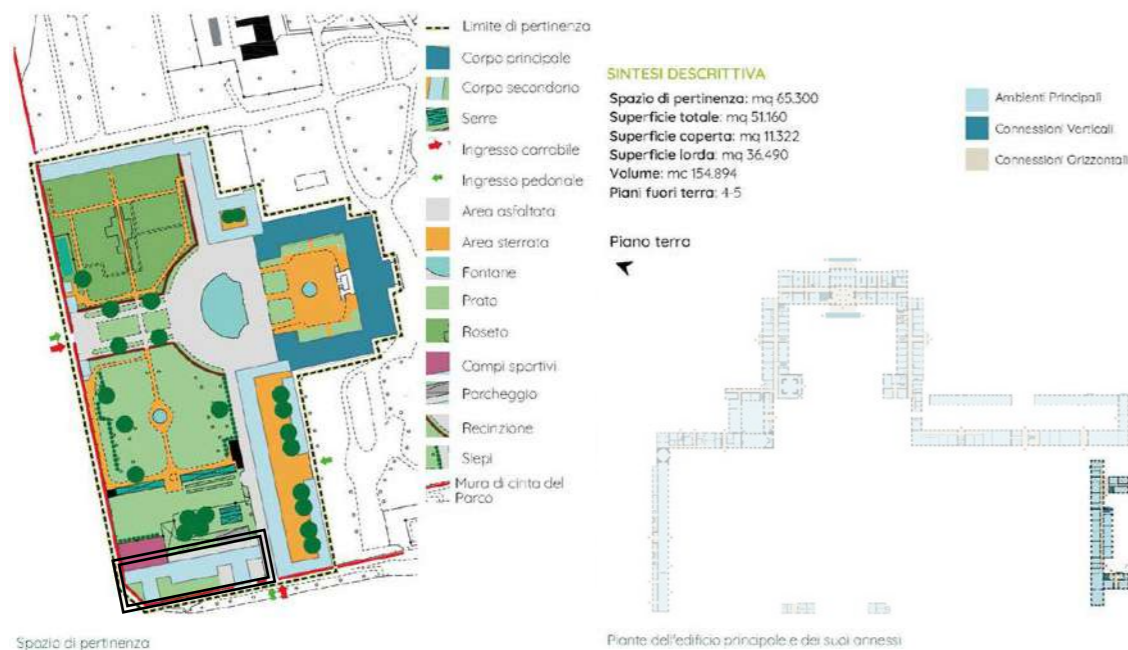 Limite di pertinenza
Corpo principale
Corpo secondario
Serre
Ingresso carrabile
Ingresso pedonale
Area asfaltata
Area sterrata
Fontane
Prato
Roseto
Campi sportivi
Parcheggio
Recinzione
Siepi
Mura di cinta del
Parco
Spazio di pertinenza
SINTESI DESCRITTIVA
Spazio di pertinenza: mq 65.300
Superficie totale: mq 51.160
Superficie coperta: mq 11.322
Superficie lorda: mq 36.490
Volume: mc 154.894
Piani fuori terra: 4-5
Ambienti Principali
Connessioni Verticali
Connessioni Orizzontali
Piano terra
Piante dell'edificio principale e dei suoi annessi